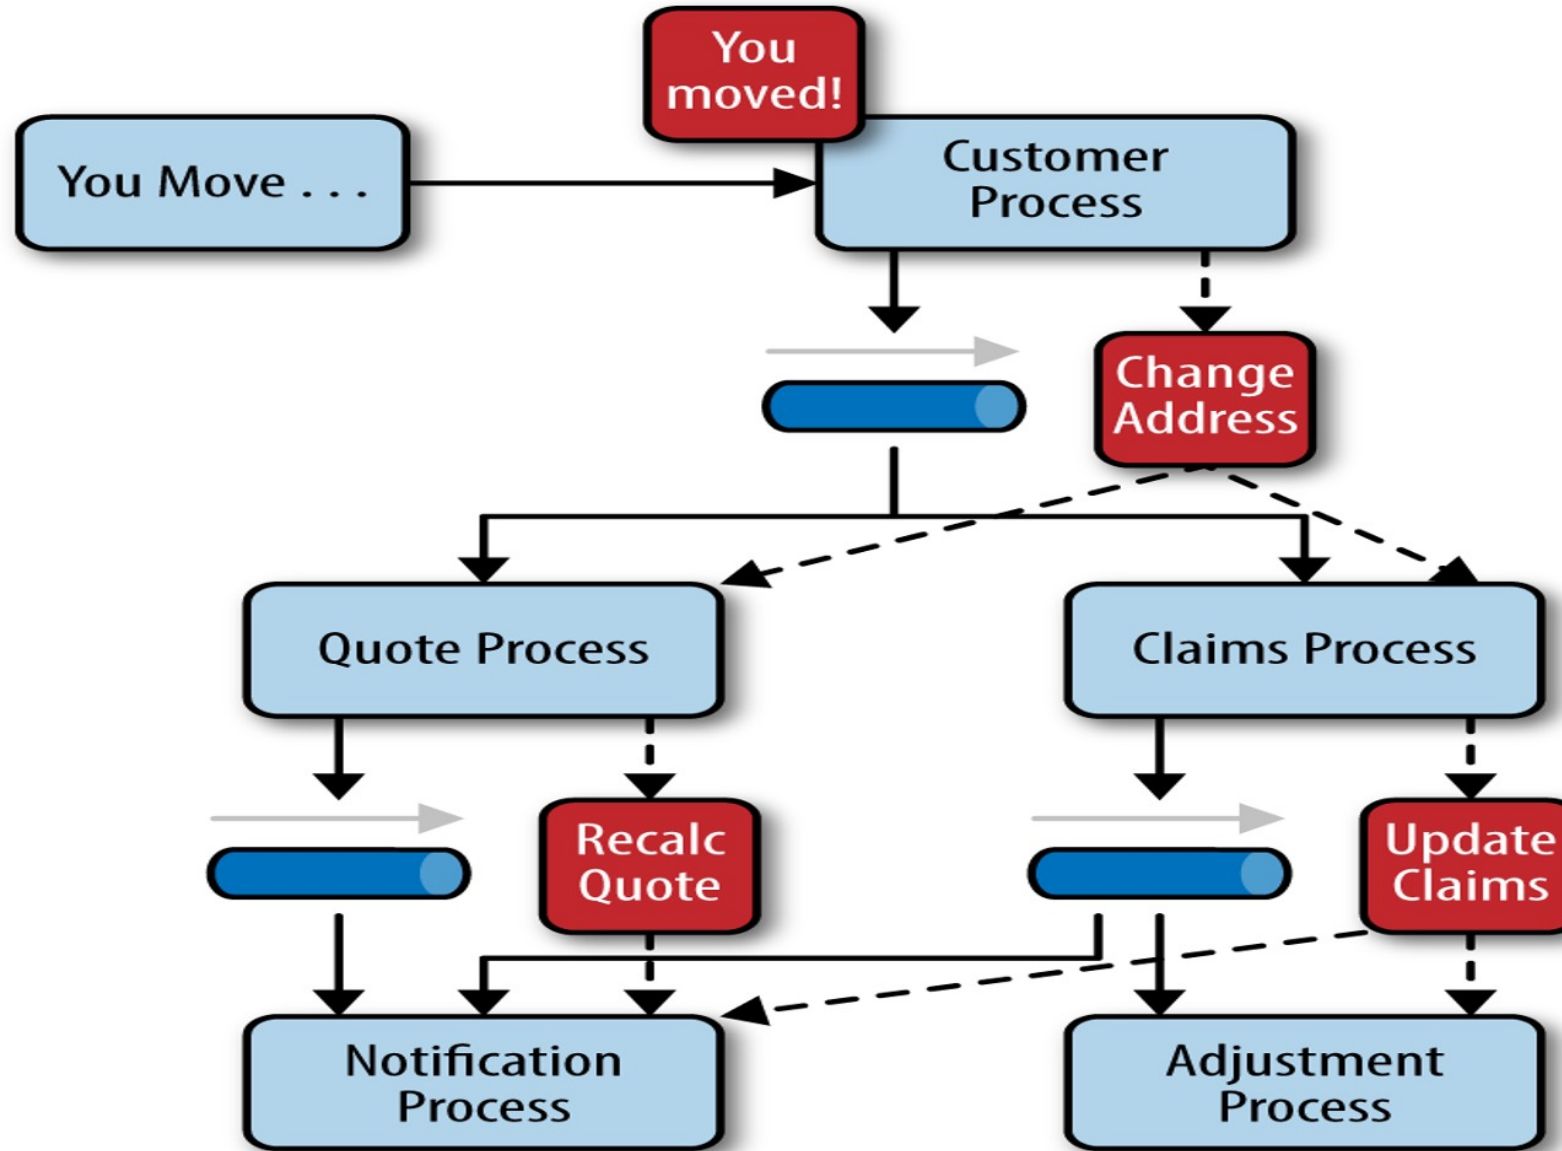 You
moved!
You Move . . .
Customer
Process
Change
Address
Quote Process
Claims Process
Recalc
Quote
Update
Claims
Notification
Process
Adjustment
Process